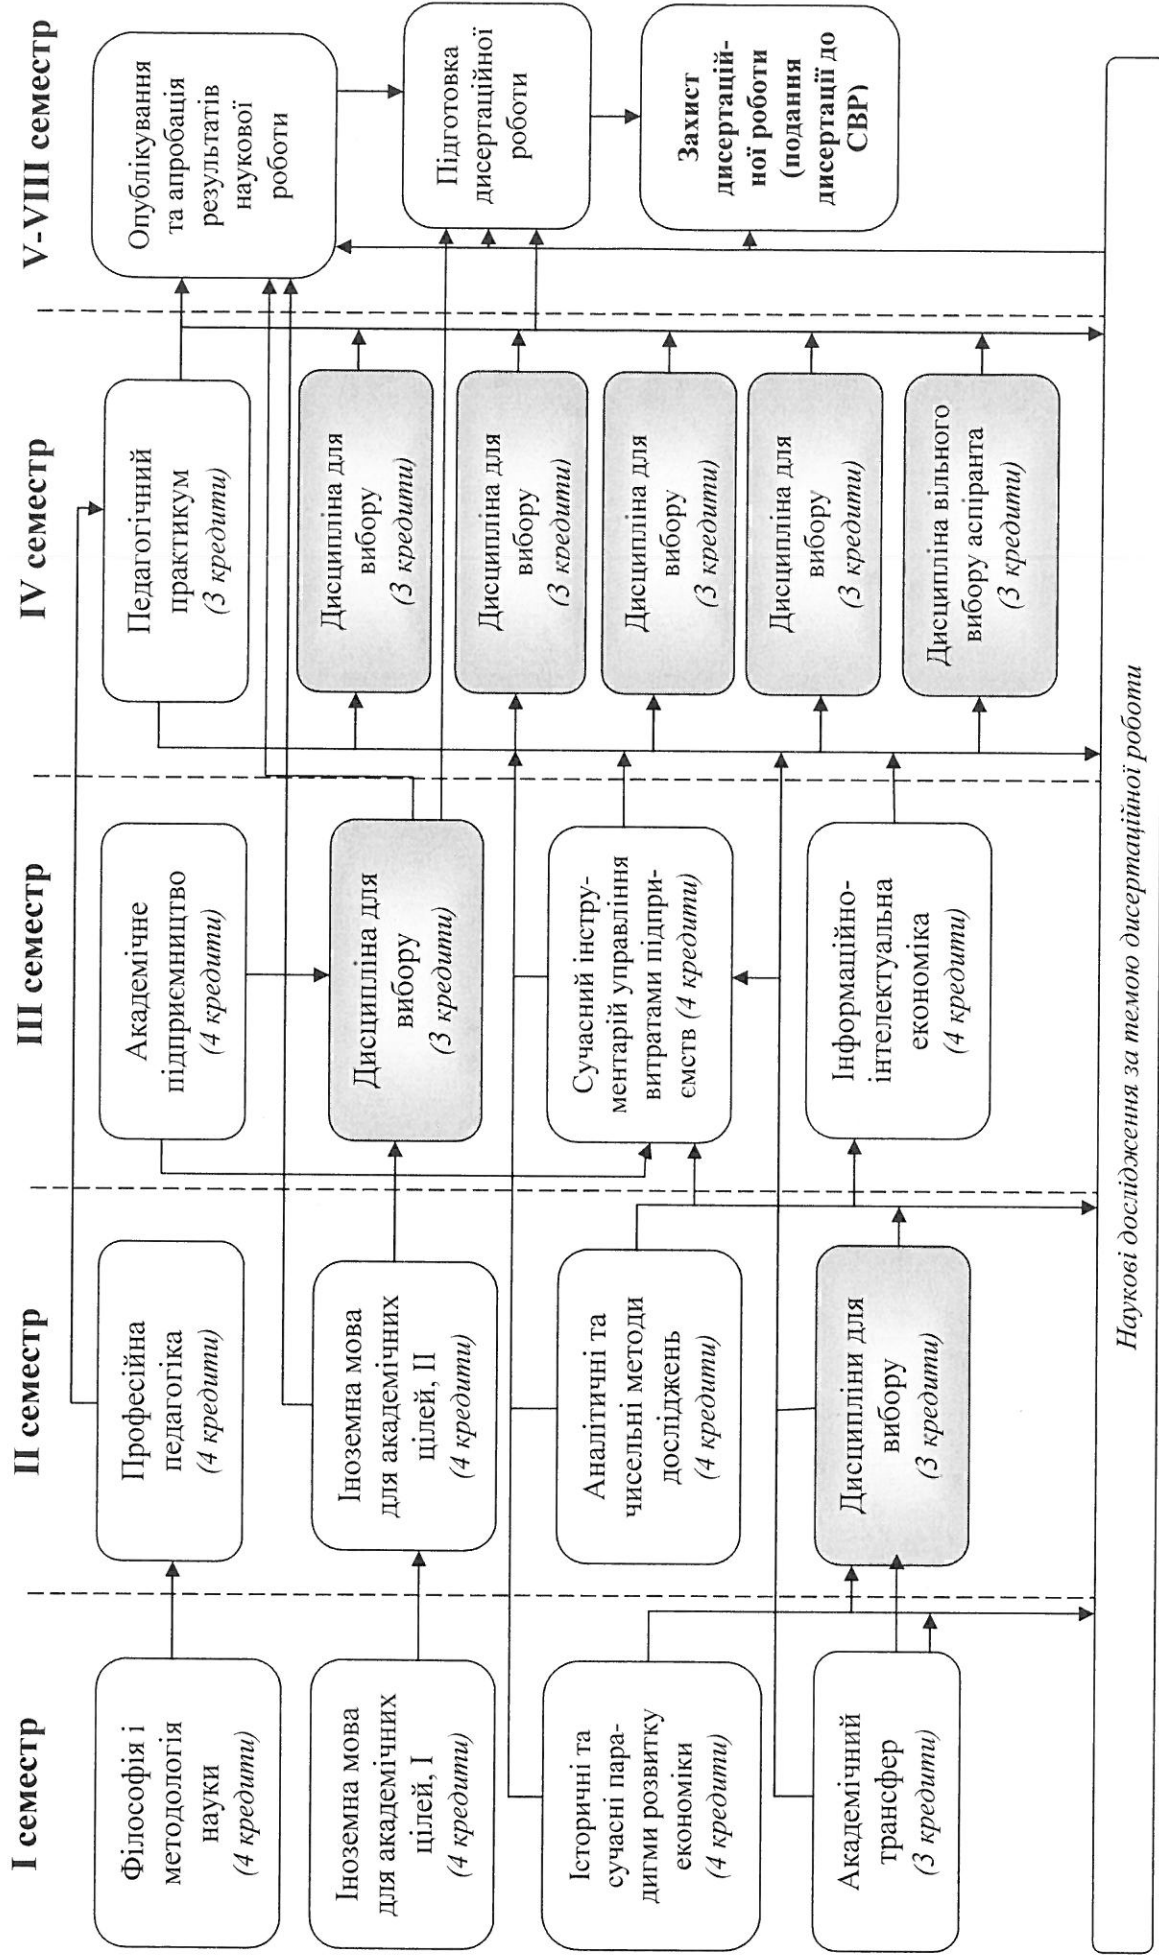 I семестр
Філософія і
методологія
науки
(4 кредити)
Іноземна мова
для академічних
цілей, I
(4 кредити)
Історичні та
сучасні пара-
дигми розвитку
економіки
(4 кредити)
Академічний
трансфер
(3 кредити)
II семестр
Професійна
педагогіка
(4 кредити)
Іноземна мова
для академічних
цілей, II
(4 кредити)
Аналітичні та
чисельні методи
досліджень
(4 кредити)
Дисципліни для
вибору
(3 кредити)
III семестр
Академічне
підприємництво
(4 кредити)
Дисципліна для
вибору
(3 кредити)
Сучасний інстру-
ментарій управління
витратами підпри-
ємств (4 кредити)
Інформаційно-
інтелектуальна
економіка
(4 кредити)
IV семестр
Педагогічний
практикум
(3 кредити)
Дисципліна для
вибору
(3 кредити)
Дисципліна для
вибору
(3 кредити)
Дисципліна для
вибору
(3 кредити)
Дисципліна для
вибору
(3 кредити)
Дисципліна вільного
вибору аспіранта
(3 кредити)
V-VIII семестр
Опублікування
та апробація
результатів
наукової
роботи
Підготовка
дисертаційної
роботи
Захист
дисертацій-
ної роботи
(подання
дисертації до
СВР)
Наукові дослідження за темою дисертаційної роботи